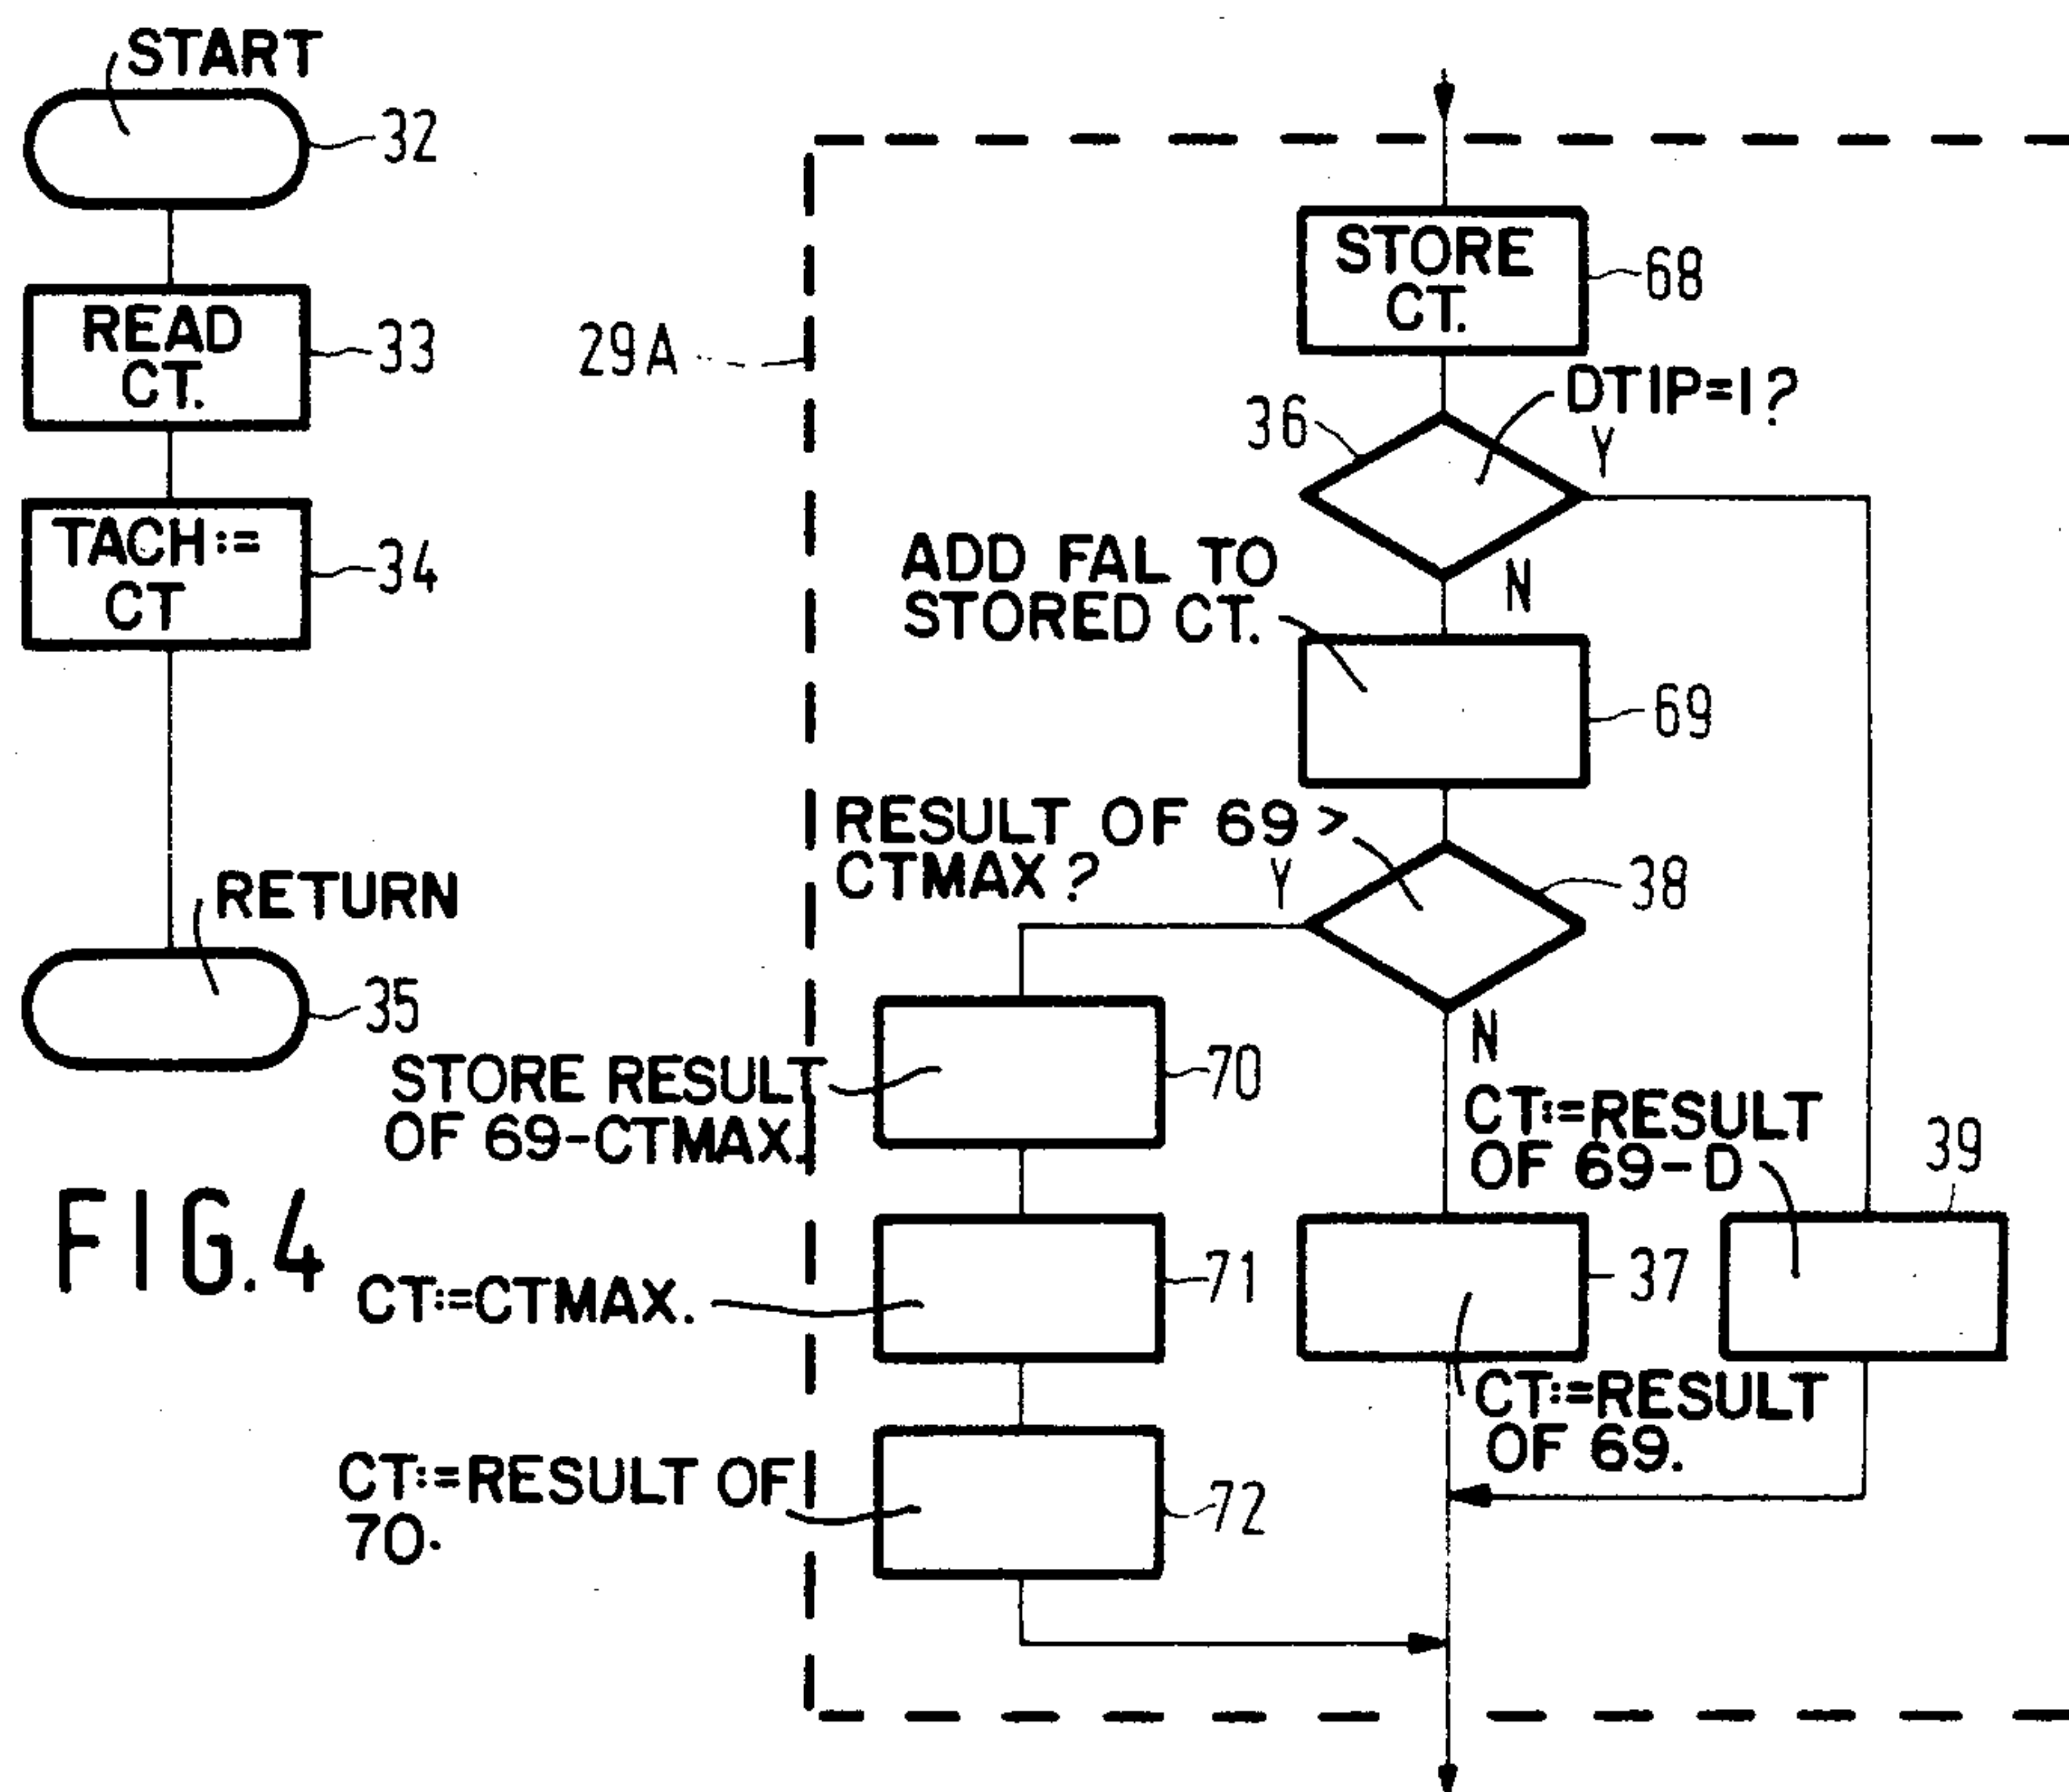 START
32
READ
CT.
33
TACH:=
CT
34
RETURN
35
FIG.4
29A
STORE
CT.
68
DTIP=1?
36
Y
N
ADD FAL TO
STORED CT.
69
RESULT OF 69 >
CTMAX?
Y
38
N
STORE RESULT
OF 69-CTMAX.
70
CT:=RESULT
OF 69-D
39
CT:=CTMAX.
71
37
CT:=RESULT
OF 69.
CT:=RESULT OF
70.
72